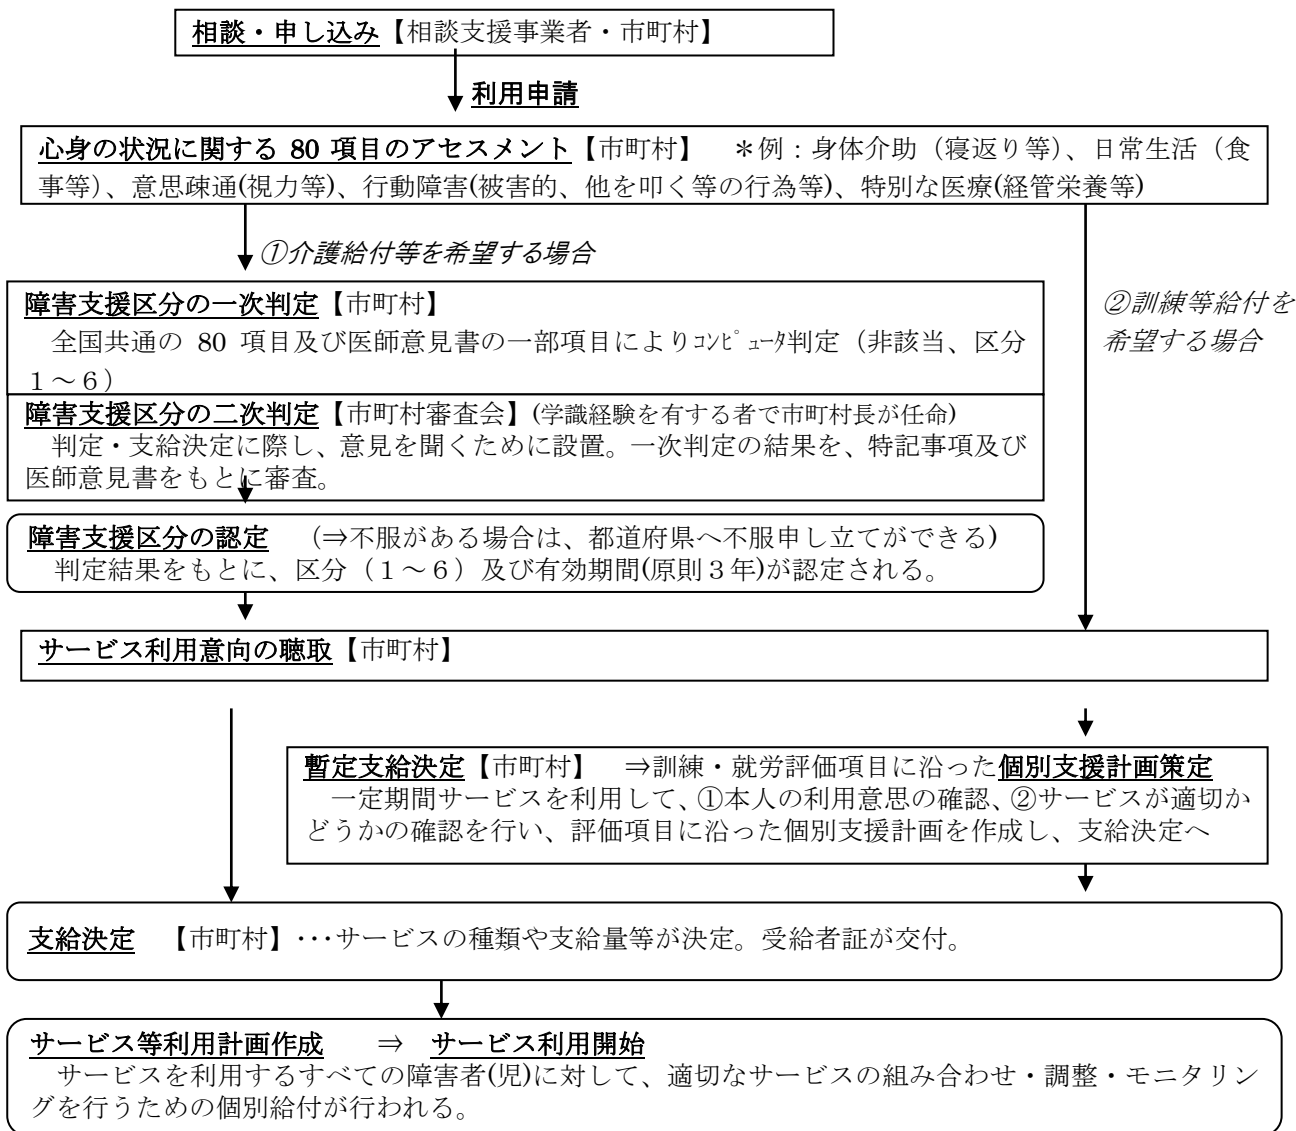 相談・申し込み【相談支援事業者・市町村】
利用申請
心身の状況に関する 80 項目のアセスメント【市町村】　＊例：身体介助（寝返り等）、日常生活（食
事等）、意思疎通(視力等)、行動障害(被害的、他を叩く等の行為等)、特別な医療(経管栄養等)
①介護給付等を希望する場合
②訓練等給付を
希望する場合
障害支援区分の一次判定【市町村】
全国共通の 80 項目及び医師意見書の一部項目によりｺﾝﾋﾟｭｰﾀ判定（非該当、区分
１～６）
障害支援区分の二次判定【市町村審査会】(学識経験を有する者で市町村長が任命)
判定・支給決定に際し、意見を聞くために設置。一次判定の結果を、特記事項及び
医師意見書をもとに審査。
障害支援区分の認定　（⇒不服がある場合は、都道府県へ不服申し立てができる)
判定結果をもとに、区分（１～６）及び有効期間(原則３年)が認定される。
サービス利用意向の聴取【市町村】
暫定支給決定【市町村】　⇒訓練・就労評価項目に沿った個別支援計画策定
一定期間サービスを利用して、①本人の利用意思の確認、②サービスが適切か
どうかの確認を行い、評価項目に沿った個別支援計画を作成し、支給決定へ
支給決定　【市町村】･･･サービスの種類や支給量等が決定。受給者証が交付。
サービス等利用計画作成　　⇒　サービス利用開始
サービスを利用するすべての障害者(児)に対して、適切なサービスの組み合わせ・調整・モニタリン
グを行うための個別給付が行われる。